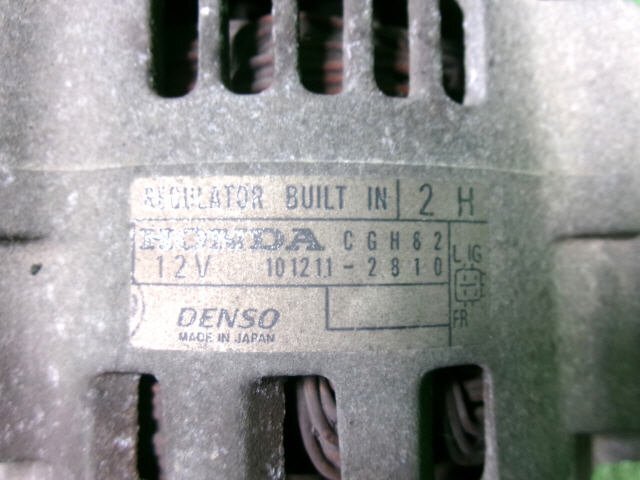 REGULATOR BUILT IN 2 H
HONDA CGH82
12V 101211-2810
L IG
FR
DENSO
MADE IN JAPAN